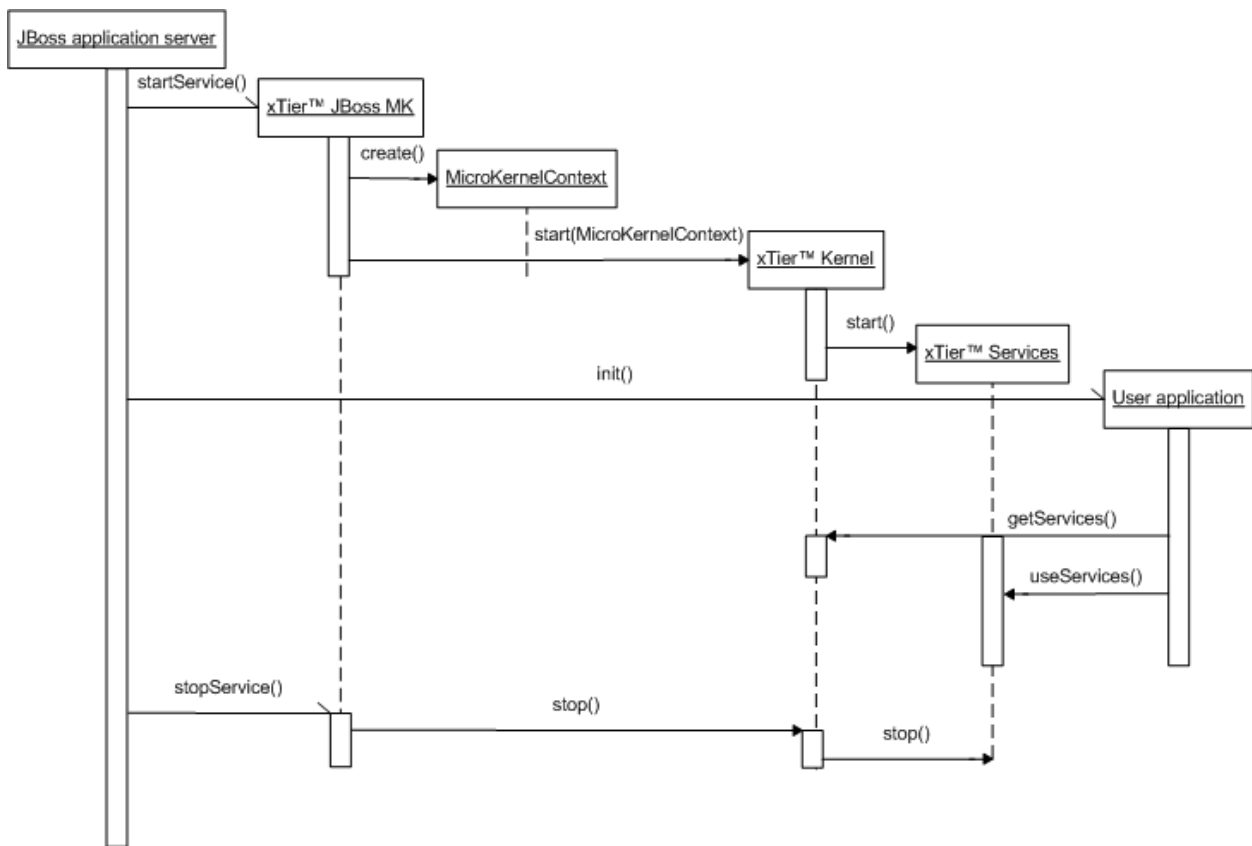 JBoss application server
startService()
xTier™ JBoss MK
create()
MicroKernelContext
start(MicroKernelContext)
xTier™ Kernel
start()
xTier™ Services
init()
User application
getServices()
useServices()
stopService()
stop()
stop()